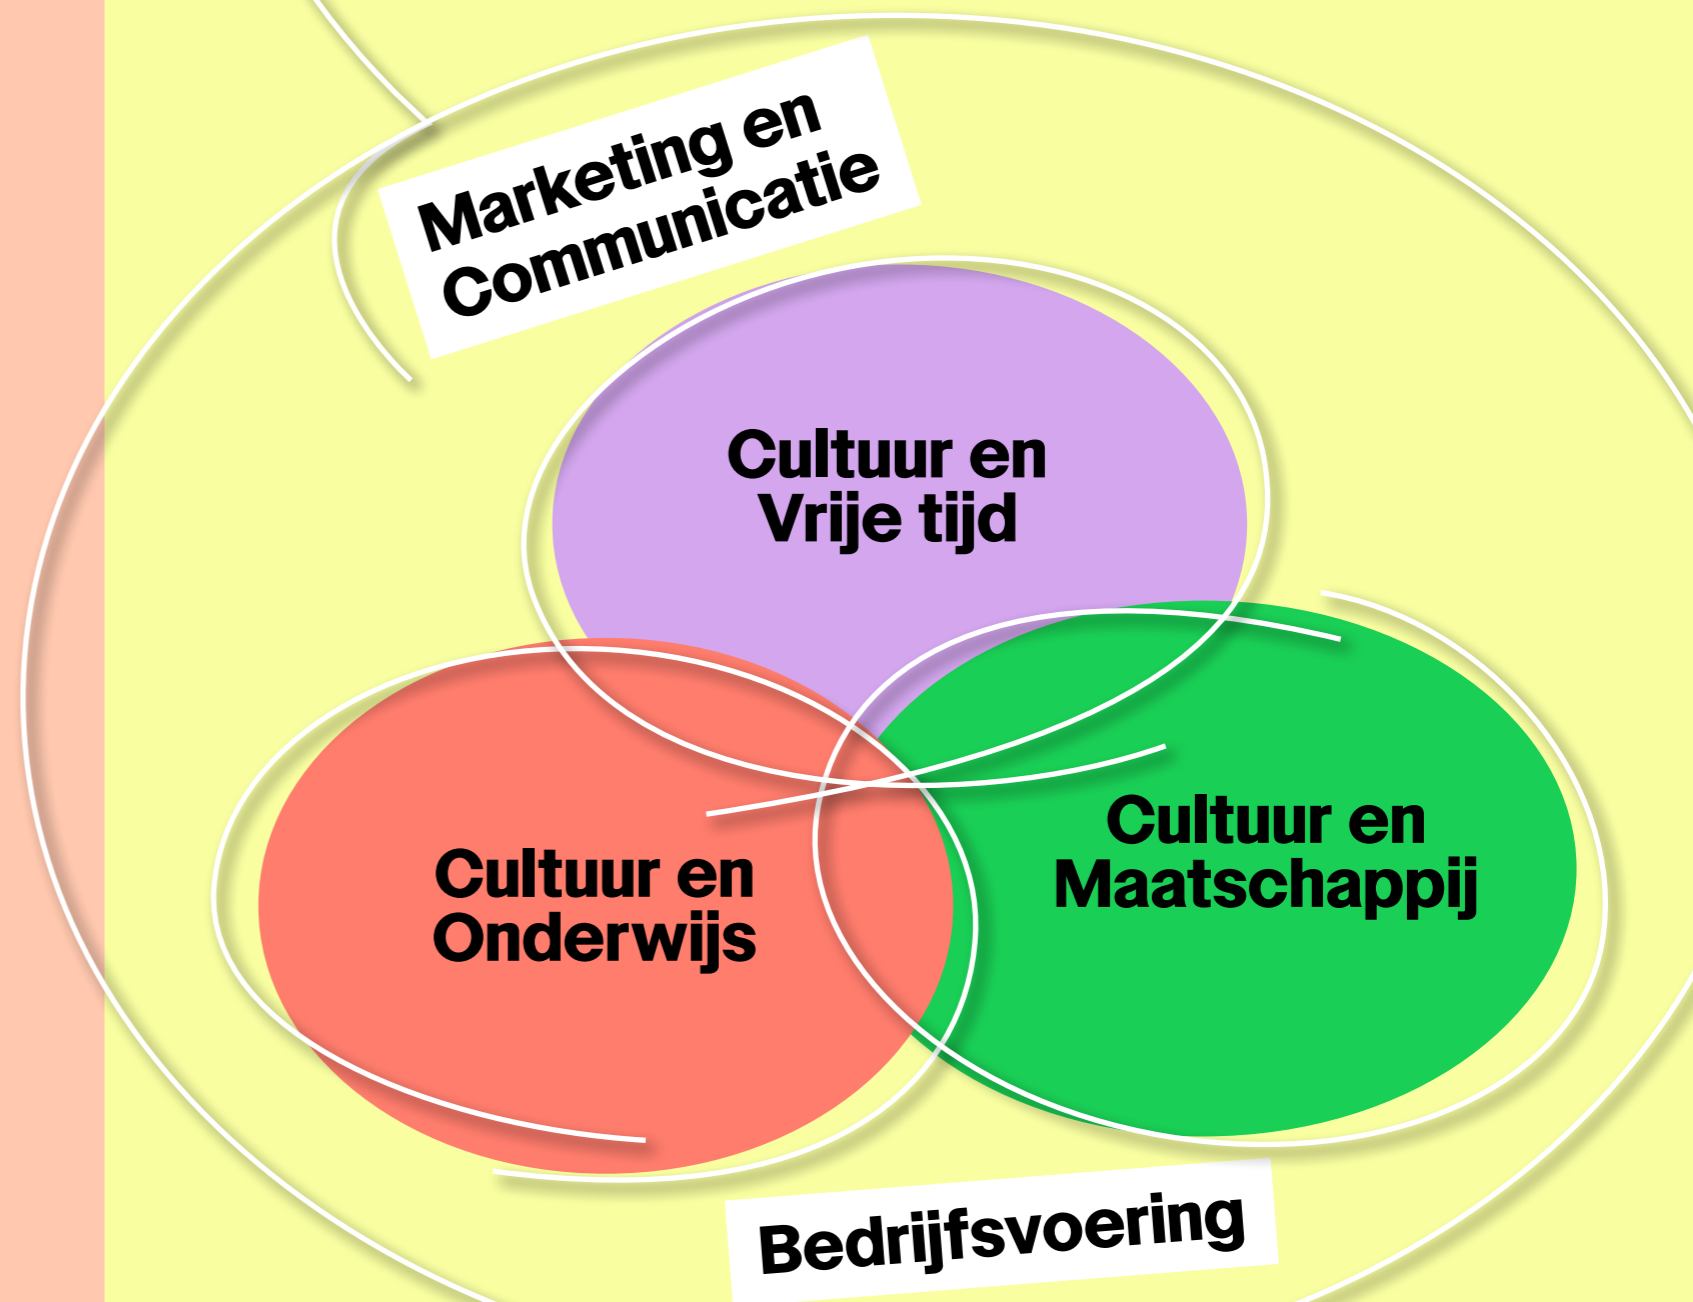 Marketing en
Communicatie
Cultuur en
Vrije tijd
Cultuur en
Maatschappij
Cultuur en
Onderwijs
Bedrijfsvoering